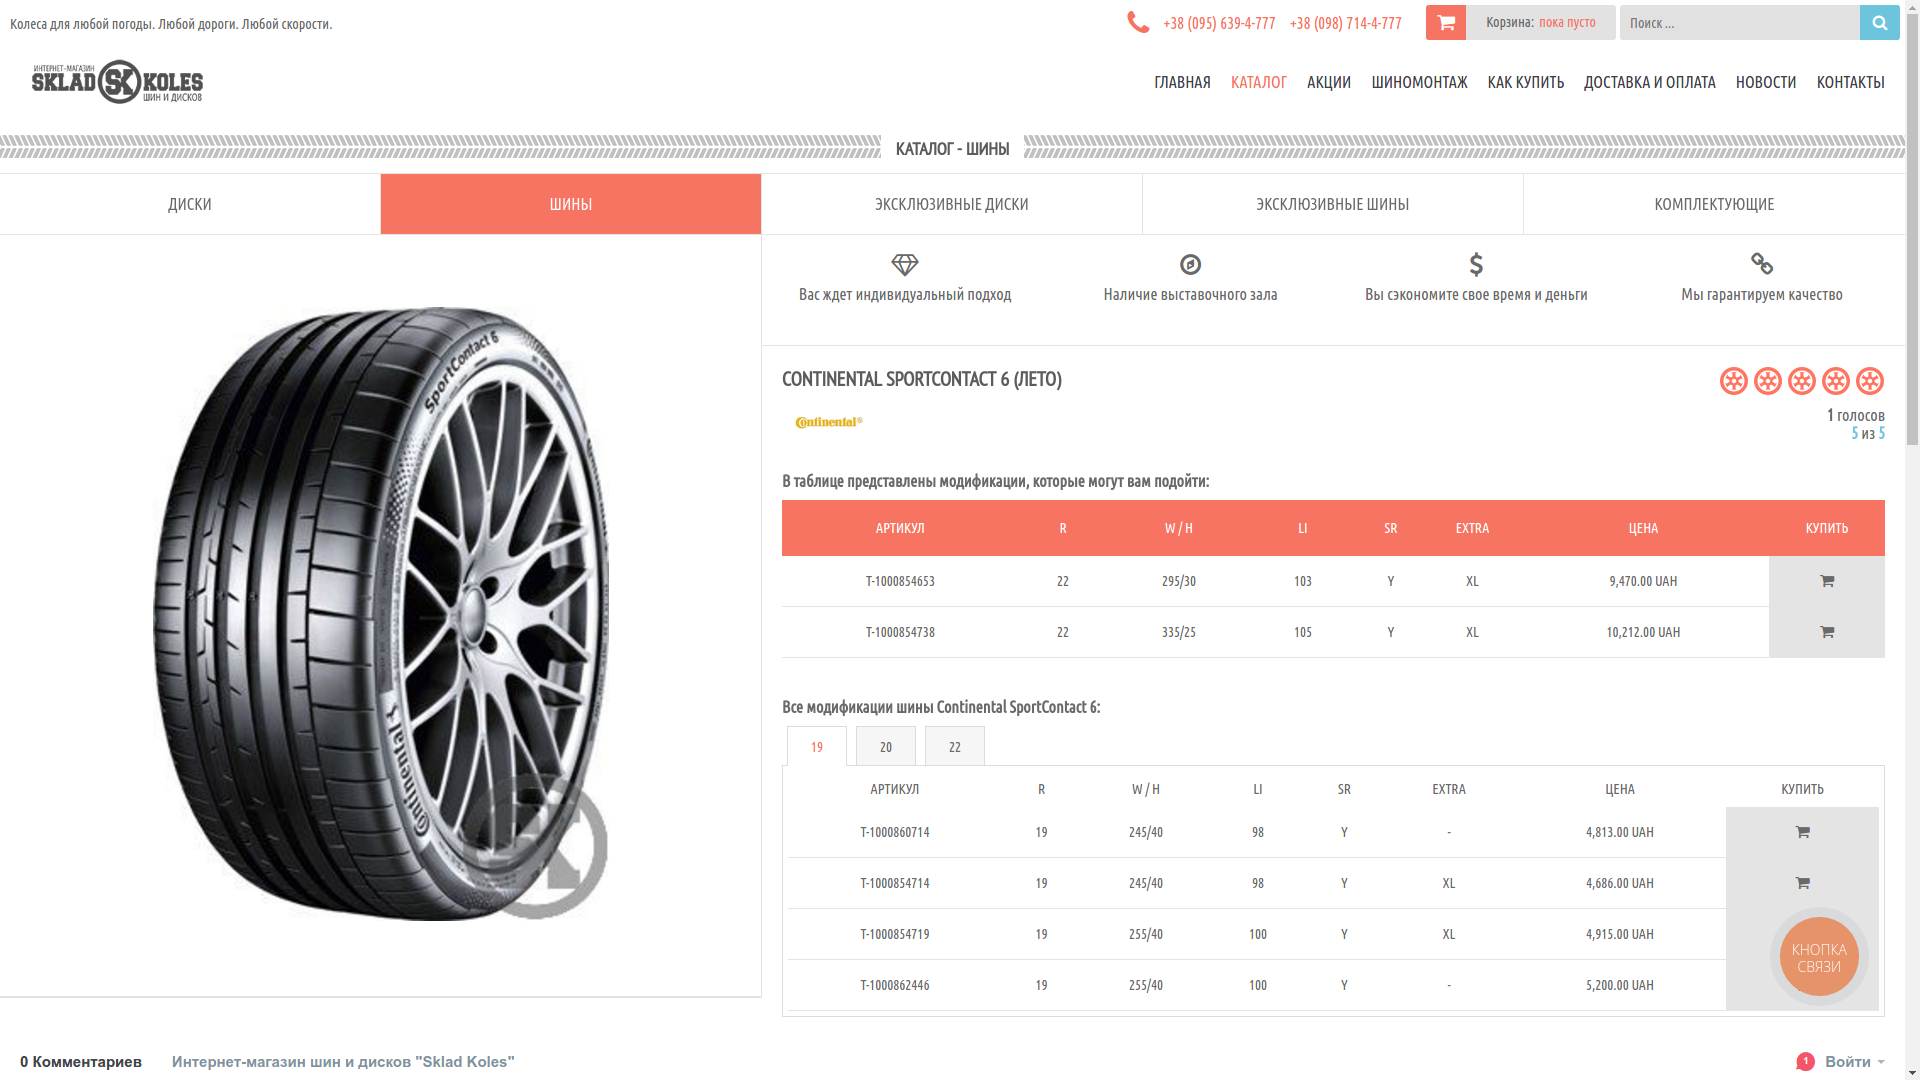 Колеса для любой погоды. Любой дороги. Любой скорости.
+38 (095) 639-4-777 +38 (098) 714-4-777
Корзина: пока пусто
Поиск ...
ИНТЕРНЕТ-МАГАЗИН
SKLAD SK KOLES
ШИН И ДИСКОВ
ГЛАВНАЯ КАТАЛОГ АКЦИИ ШИНОМОНТАЖ КАК КУПИТЬ ДОСТАВКА И ОПЛАТА НОВОСТИ КОНТАКТЫ
КАТАЛОГ - ШИНЫ
ДИСКИ ШИНЫ ЭКСКЛЮЗИВНЫЕ ДИСКИ ЭКСКЛЮЗИВНЫЕ ШИНЫ КОМПЛЕКТУЮЩИЕ
Вас ждет индивидуальный подход Наличие выставочного зала Вы сэкономите свое время и деньги Мы гарантируем качество
SportContact 6
Continental
CONTINENTAL SPORTCONTACT 6 (ЛЕТО)
Continental®
1 голосов
5 из 5
В таблице представлены модификации, которые могут вам подойти:
АРТИКУЛ R W / H LI SR EXTRA ЦЕНА КУПИТЬ
T-1000854653 22 295/30 103 Y XL 9,470.00 UAH
T-1000854738 22 335/25 105 Y XL 10,212.00 UAH
Все модификации шины Continental SportContact 6:
19 20 22
АРТИКУЛ R W / H LI SR EXTRA ЦЕНА КУПИТЬ
T-1000860714 19 245/40 98 Y - 4,813.00 UAH
T-1000854714 19 245/40 98 Y XL 4,686.00 UAH
T-1000854719 19 255/40 100 Y XL 4,915.00 UAH
T-1000862446 19 255/40 100 Y - 5,200.00 UAH
КНОПКА
СВЯЗИ
0 Комментариев Интернет-магазин шин и дисков "Sklad Koles"
1 Войти